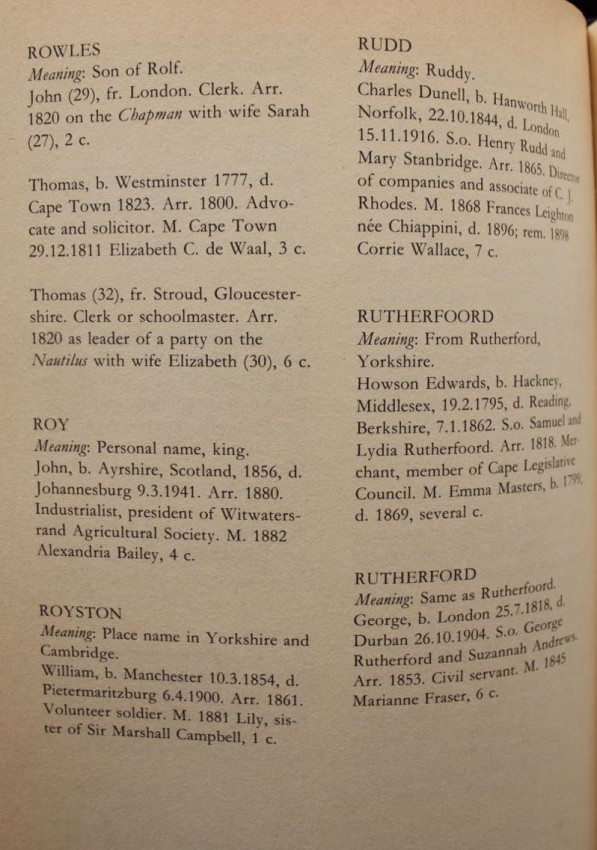 ROWLES
Meaning: Son of Rolf.
John (29), fr. London. Clerk. Arr.
1820 on the Chapman with wife Sarah
(27), 2 c.
Thomas, b. Westminster 1777, d.
Cape Town 1823. Arr. 1800. Advo-
cate and solicitor. M. Cape Town
29.12.1811 Elizabeth C. de Waal, 3 c.
Thomas (32), fr. Stroud, Gloucester-
shire. Clerk or schoolmaster. Arr.
1820 as leader of a party on the
Nautilus with wife Elizabeth (30), 6 c.
ROY
Meaning: Personal name, king.
John, b. Ayrshire, Scotland, 1856, d.
Johannesburg 9.3.1941. Arr. 1880.
Industrialist, president of Witwaters-
rand Agricultural Society. M. 1882
Alexandria Bailey, 4 c.
ROYSTON
Meaning: Place name in Yorkshire and
Cambridge.
William, b. Manchester 10.3.1854, d.
Pietermaritzburg 6.4.1900. Arr. 1861.
Volunteer soldier. M. 1881 Lily, sis-
ter of Sir Marshall Campbell, 1 c.
RUDD
Meaning: Ruddy.
Charles Dunell, b. Hanworth Hall,
Norfolk, 22.10.1844, d. London
15.11.1916. S.o. Henry Rudd and
Mary Stanbridge. Arr. 1865. Director
of companies and associate of C. J.
Rhodes. M. 1868 Frances Leighton
née Chiappini, d. 1896; rem. 1898
Corrie Wallace, 7 c.
RUTHERFOORD
Meaning: From Rutherford,
Yorkshire.
Howson Edwards, b. Hackney,
Middlesex, 19.2.1795, d. Reading,
Berkshire, 7.1.1862. S.o. Samuel and
Lydia Rutherfoord. Arr. 1818. Mer-
chant, member of Cape Legislative
Council. M. Emma Masters, b. 1799,
d. 1869, several c.
RUTHERFORD
Meaning: Same as Rutherfoord.
George, b. London 25.7.1818, d.
Durban 26.10.1904. S.o. George
Rutherford and Suzannah Andrews.
Arr. 1853. Civil servant. M. 1845
Marianne Fraser, 6 c.